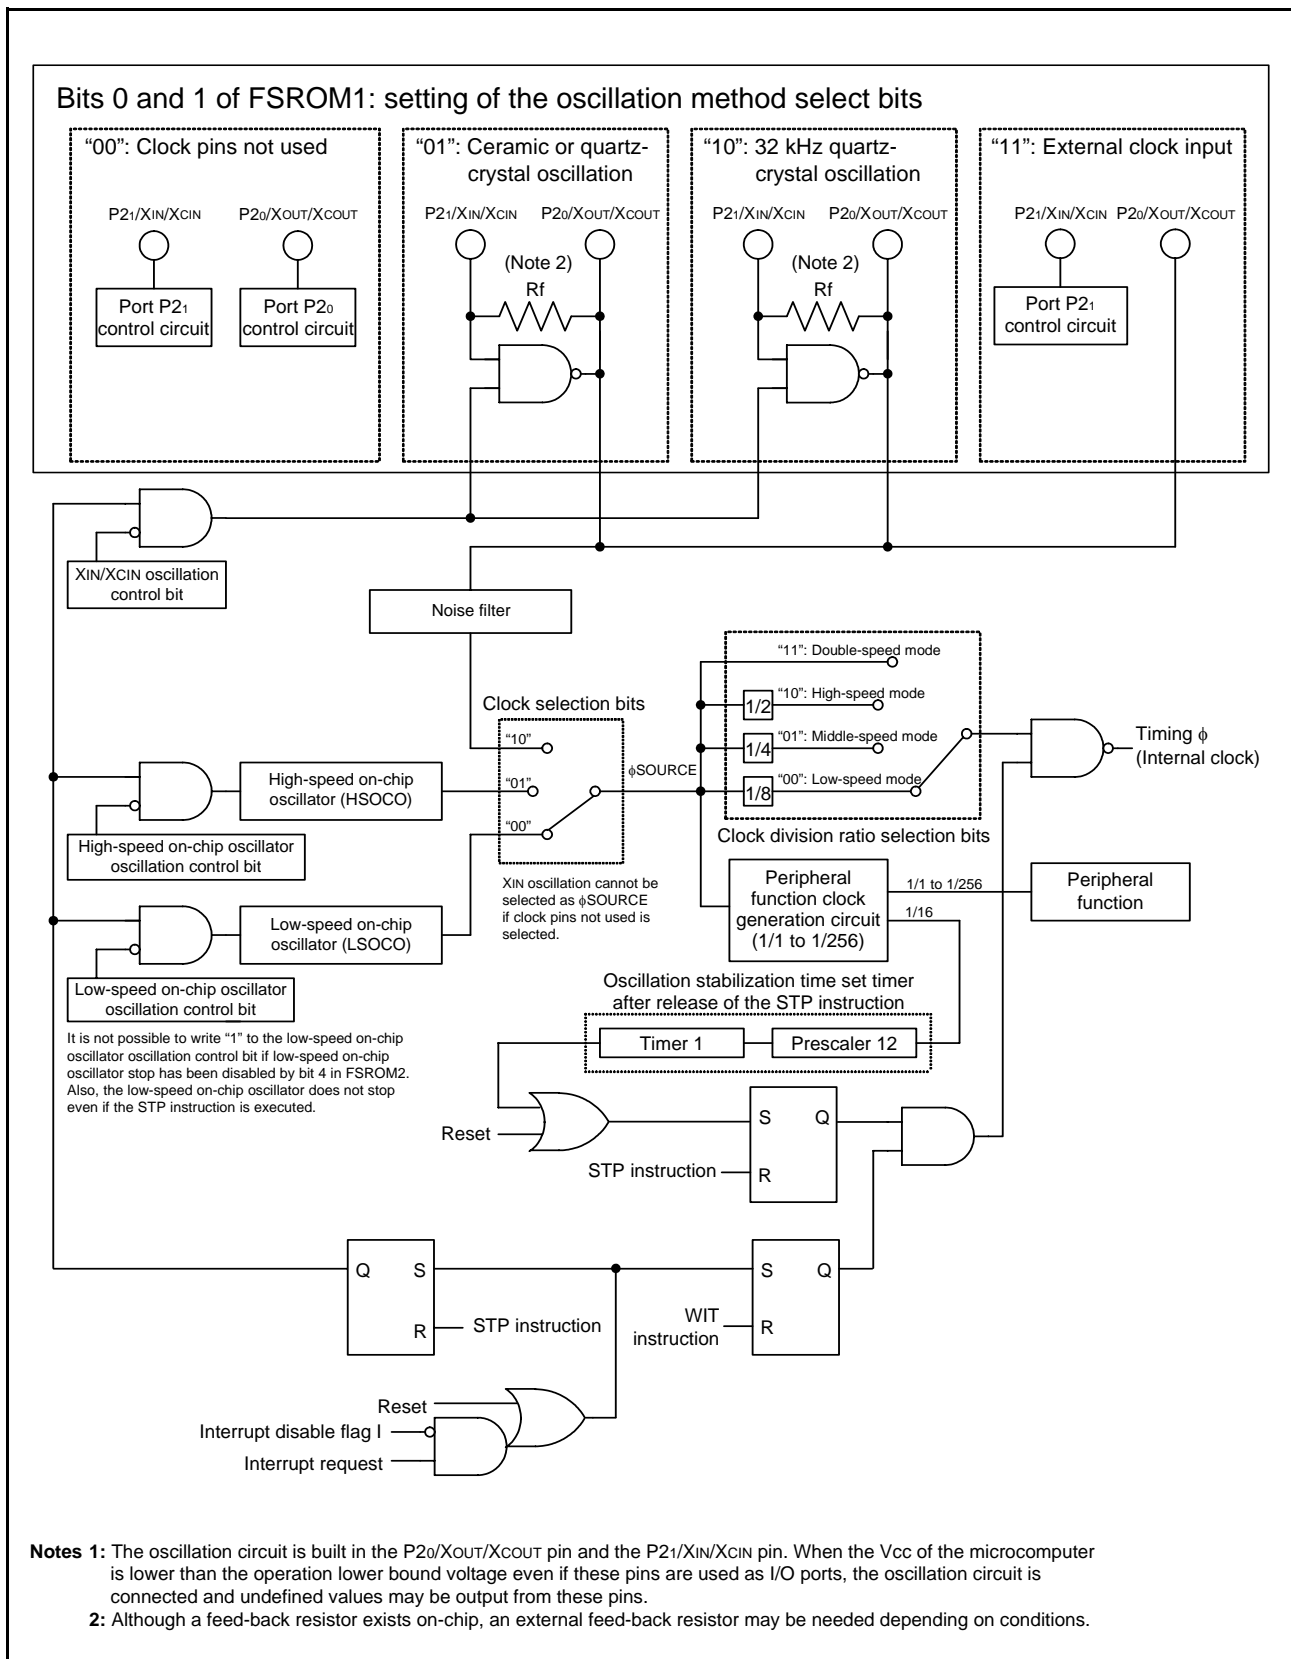 Bits 0 and 1 of FSROM1: setting of the oscillation method select bits
“00”: Clock pins not used
“01”: Ceramic or quartz-
crystal oscillation
“10”: 32 kHz quartz-
crystal oscillation
“11”: External clock input
P21/XIN/XCIN
P20/XOUT/XCOUT
P21/XIN/XCIN
P20/XOUT/XCOUT
P21/XIN/XCIN
P20/XOUT/XCOUT
P21/XIN/XCIN
P20/XOUT/XCOUT
(Note 2)
Rf
(Note 2)
Rf
Port P21
control circuit
Port P20
control circuit
Port P21
control circuit
XIN/XCIN oscillation
control bit
Noise filter
“11”: Double-speed mode
1/2
“10”: High-speed mode
1/4
“01”: Middle-speed mode
1/8
“00”: Low-speed mode
Clock division ratio selection bits
Timing ϕ
(Internal clock)
Clock selection bits
“10”
“01”
“00”
ϕSOURCE
High-speed on-chip
oscillator (HSOCO)
High-speed on-chip oscillator
oscillation control bit
Low-speed on-chip
oscillator (LSOCO)
Low-speed on-chip oscillator
oscillation control bit
XIN oscillation cannot be
selected as ϕSOURCE
if clock pins not used is
selected.
Peripheral
function clock
generation circuit
(1/1 to 1/256)
1/1 to 1/256
1/16
Peripheral
function
It is not possible to write “1” to the low-speed on-chip
oscillator oscillation control bit if low-speed on-chip
oscillator stop has been disabled by bit 4 in FSROM2.
Also, the low-speed on-chip oscillator does not stop
even if the STP instruction is executed.
Oscillation stabilization time set timer
after release of the STP instruction
Timer 1
Prescaler 12
Reset
STP instruction
S
Q
R
Q
S
R
STP instruction
S
Q
R
WIT
instruction
Reset
Interrupt disable flag I
Interrupt request
Notes 1: The oscillation circuit is built in the P20/XOUT/XCOUT pin and the P21/XIN/XCIN pin. When the Vcc of the microcomputer
is lower than the operation lower bound voltage even if these pins are used as I/O ports, the oscillation circuit is
connected and undefined values may be output from these pins.
2: Although a feed-back resistor exists on-chip, an external feed-back resistor may be needed depending on conditions.